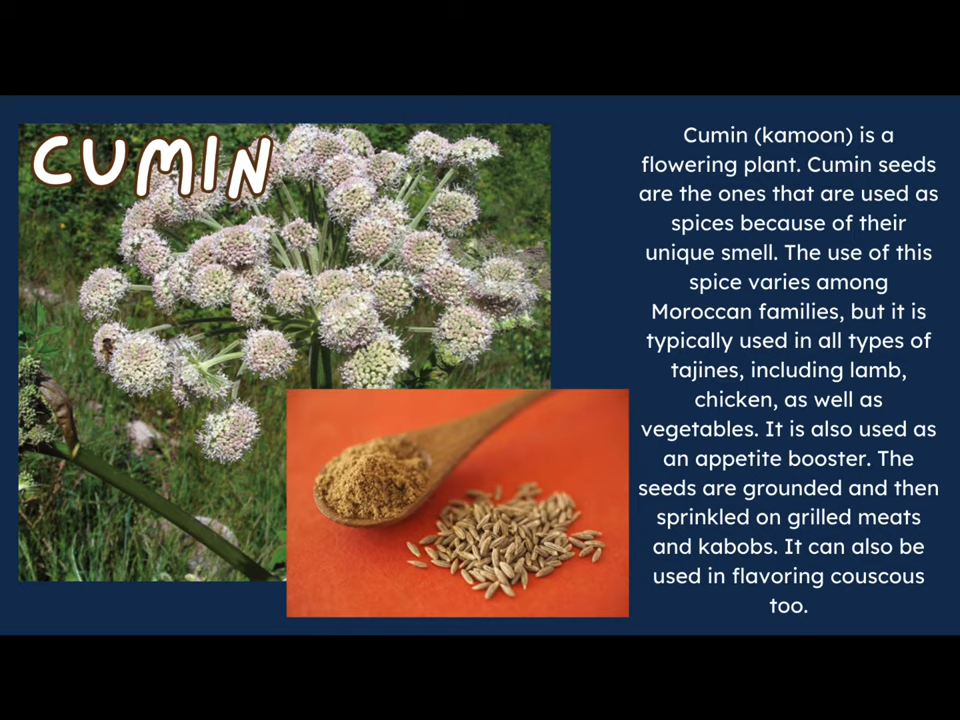 CUMIN
Cumin (kamoon) is a
flowering plant. Cumin seeds
are the ones that are used as
spices because of their
unique smell. The use of this
spice varies among
Moroccan families, but it is
typically used in all types of
tajines, including lamb,
chicken, as well as
vegetables. It is also used as
an appetite booster. The
seeds are grounded and then
sprinkled on grilled meats
and kabobs. It can also be
used in flavoring couscous
too.